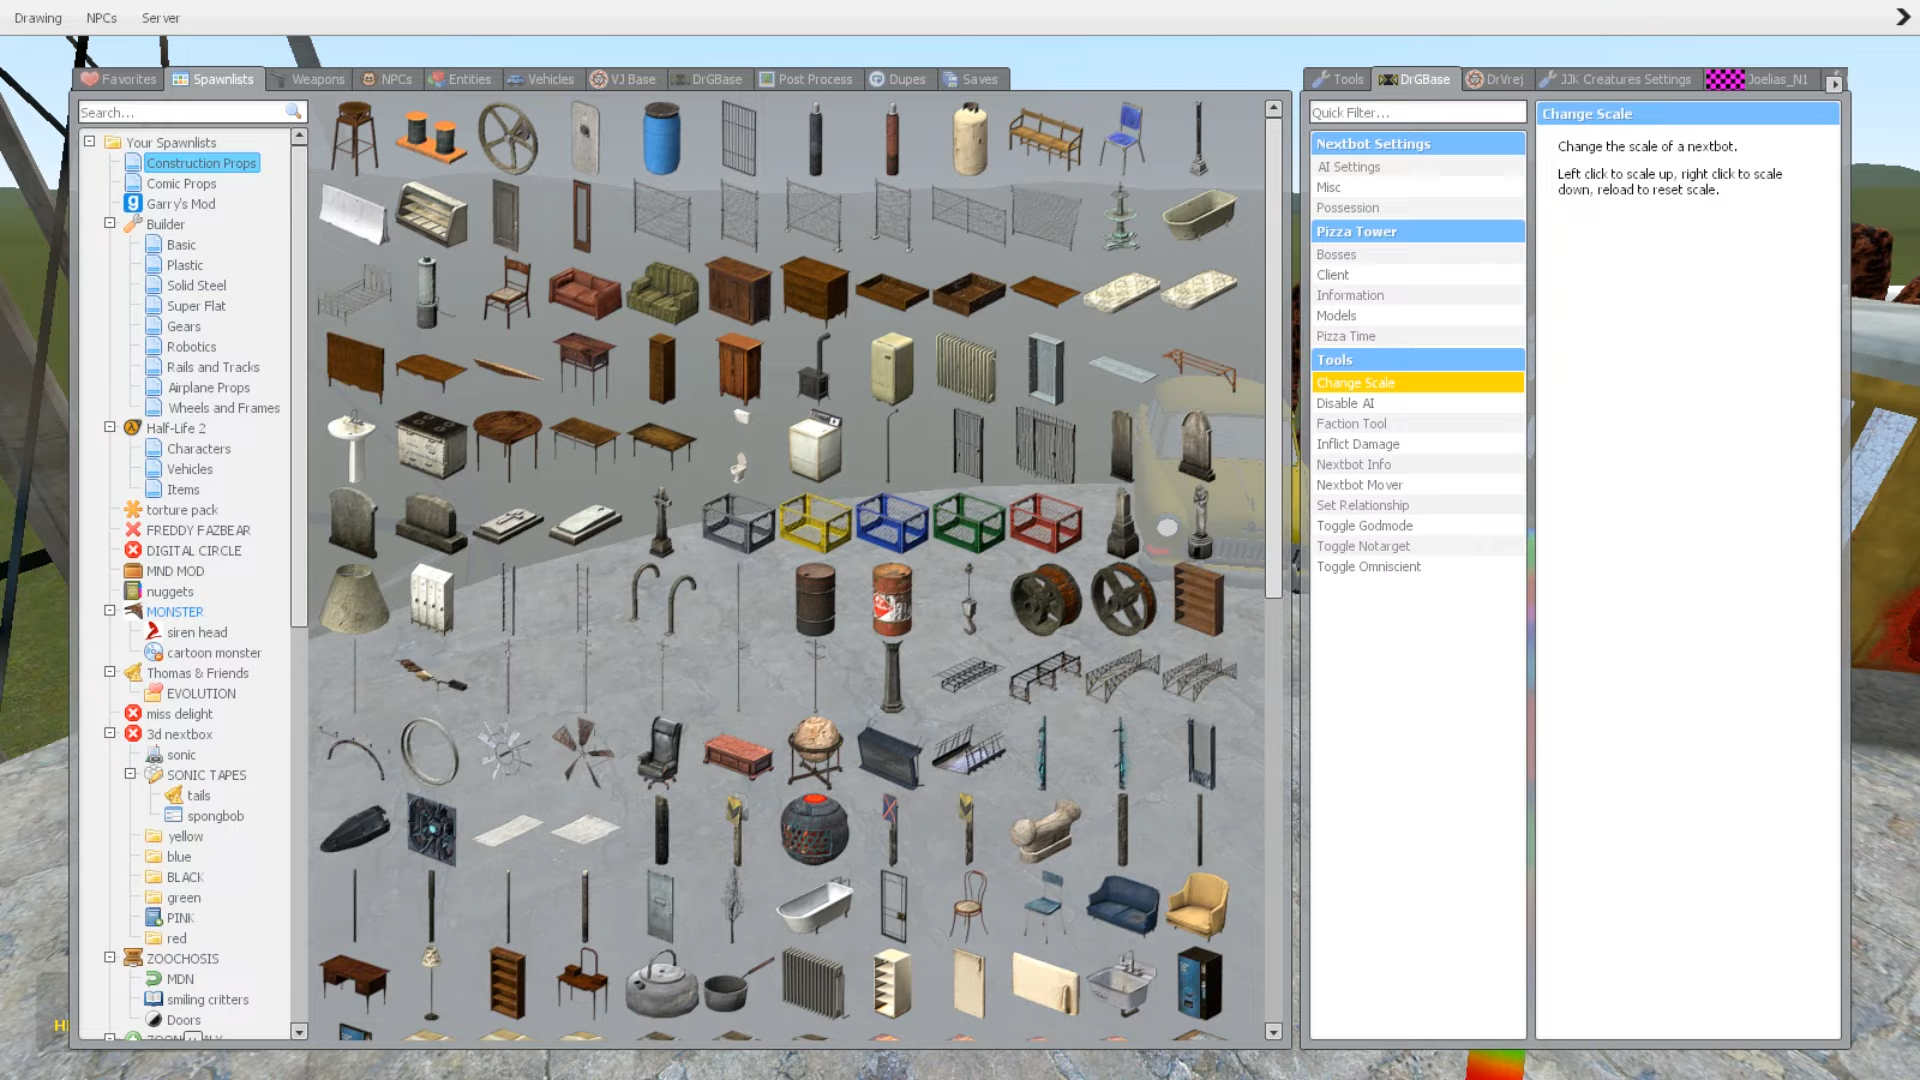 Drawing NPCs Server
Favorites Spawnlists Weapons NPCs Entities Vehicles VJ Base DrGBase Post Process Dupes Saves
Search...
Your Spawnlists
Construction Props
Comic Props
Garry's Mod
Builder
Basic
Plastic
Solid Steel
Super Flat
Gears
Robotics
Rails and Tracks
Airplane Props
Wheels and Frames
Half-Life 2
Characters
Vehicles
Items
torture pack
FREDDY FAZBEAR
DIGITAL CIRCLE
MND MOD
nuggets
MONSTER
siren head
cartoon monster
Thomas & Friends
EVOLUTION
miss delight
3d nextbox
sonic
SONIC TAPES
tails
spongbob
yellow
blue
BLACK
green
PINK
red
ZOOCHOSIS
MDN
smiling critters
Doors
Tools DrGBase DrVrej JJK Creatures Settings Joelias_N1
Quick Filter...
Nextbot Settings
AI Settings
Misc
Possession
Pizza Tower
Bosses
Client
Information
Models
Pizza Time
Tools
Change Scale
Disable AI
Faction Tool
Inflict Damage
Nextbot Info
Nextbot Mover
Set Relationship
Toggle Godmode
Toggle Notarget
Toggle Omniscient
Change Scale
Change the scale of a nextbot.
Left click to scale up, right click to scale
down, reload to reset scale.